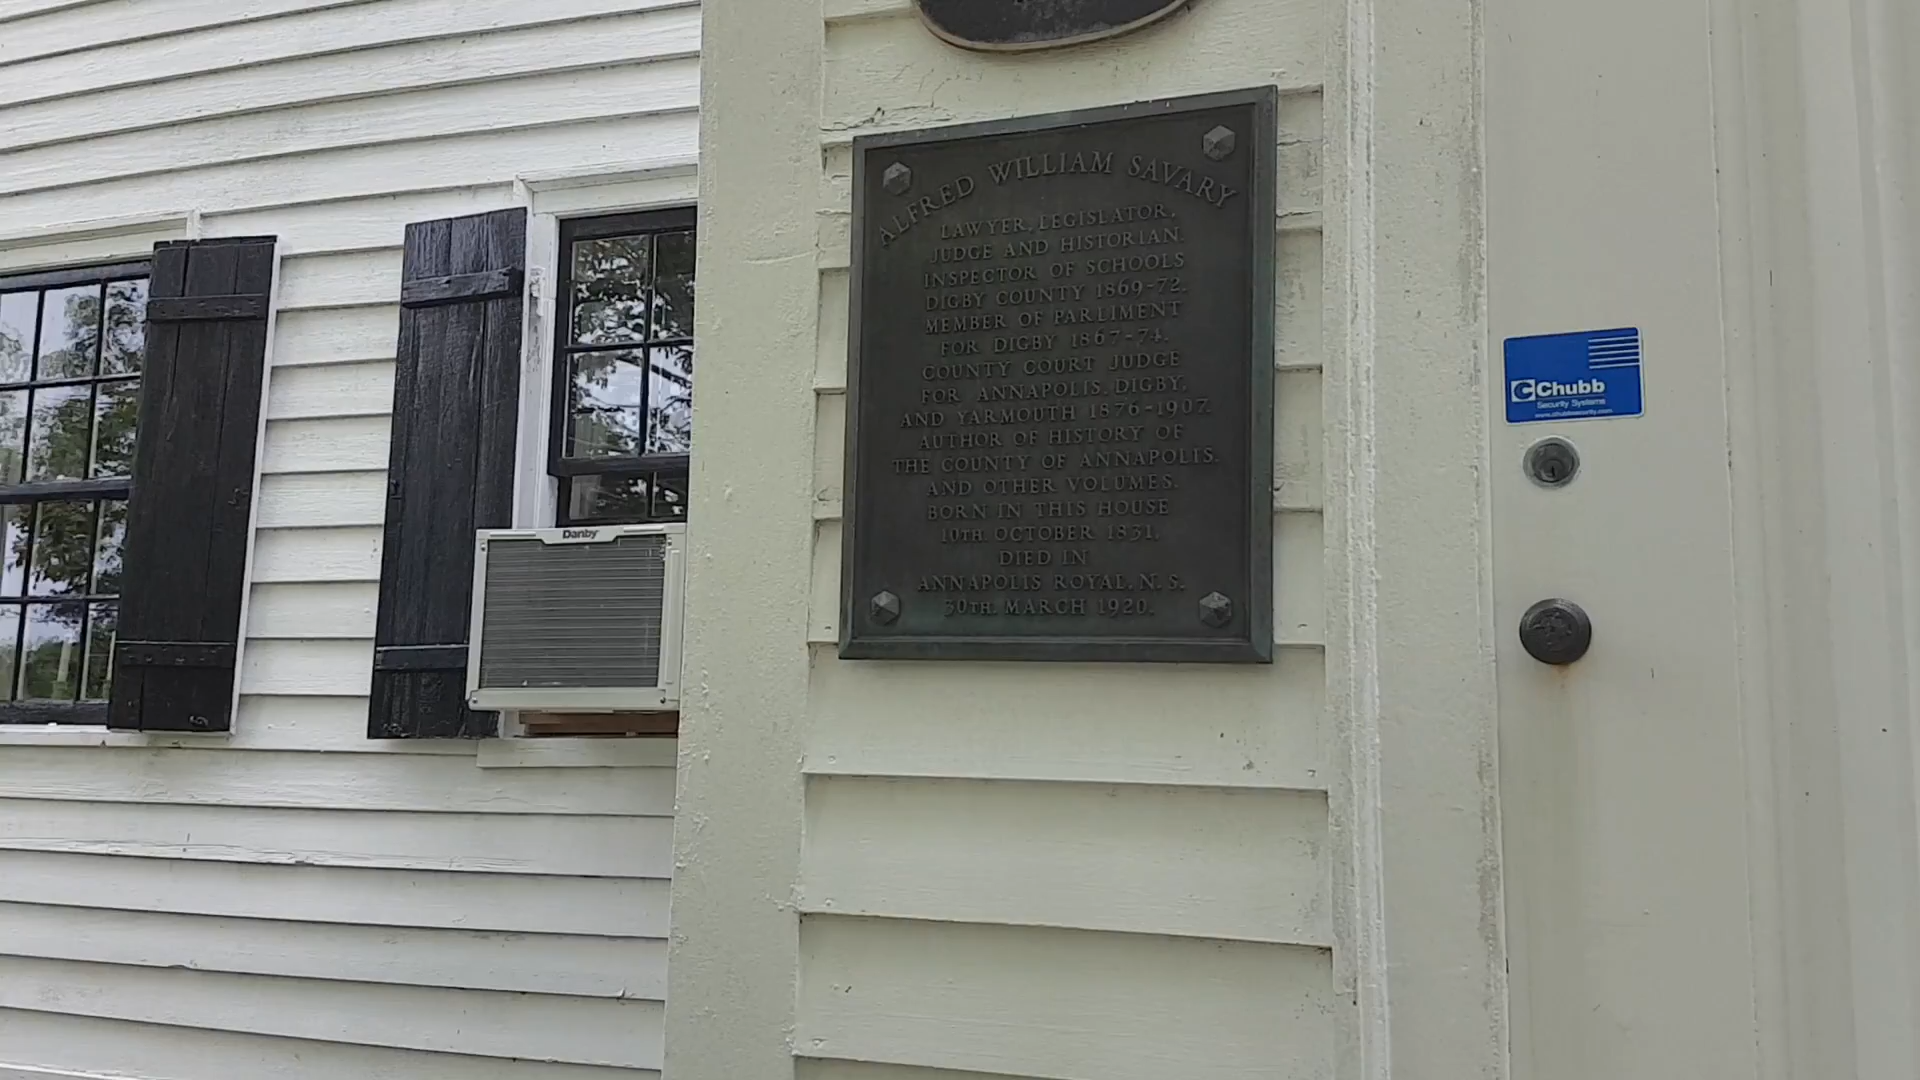 ALFRED WILLIAM SAVARY
LAWYER, LEGISLATOR,
JUDGE AND HISTORIAN.
INSPECTOR OF SCHOOLS
DIGBY COUNTY 1869-72.
MEMBER OF PARLIMENT
FOR DIGBY 1867-74.
COUNTY COURT JUDGE
FOR ANNAPOLIS, DIGBY,
AND YARMOUTH 1876-1907.
AUTHOR OF HISTORY OF
THE COUNTY OF ANNAPOLIS.
AND OTHER VOLUMES.
BORN IN THIS HOUSE
10TH. OCTOBER 1831.
DIED IN
ANNAPOLIS ROYAL, N. S.
30TH. MARCH 1920.
Danby
Chubb
Security Systems
www.chubbsecurity.com